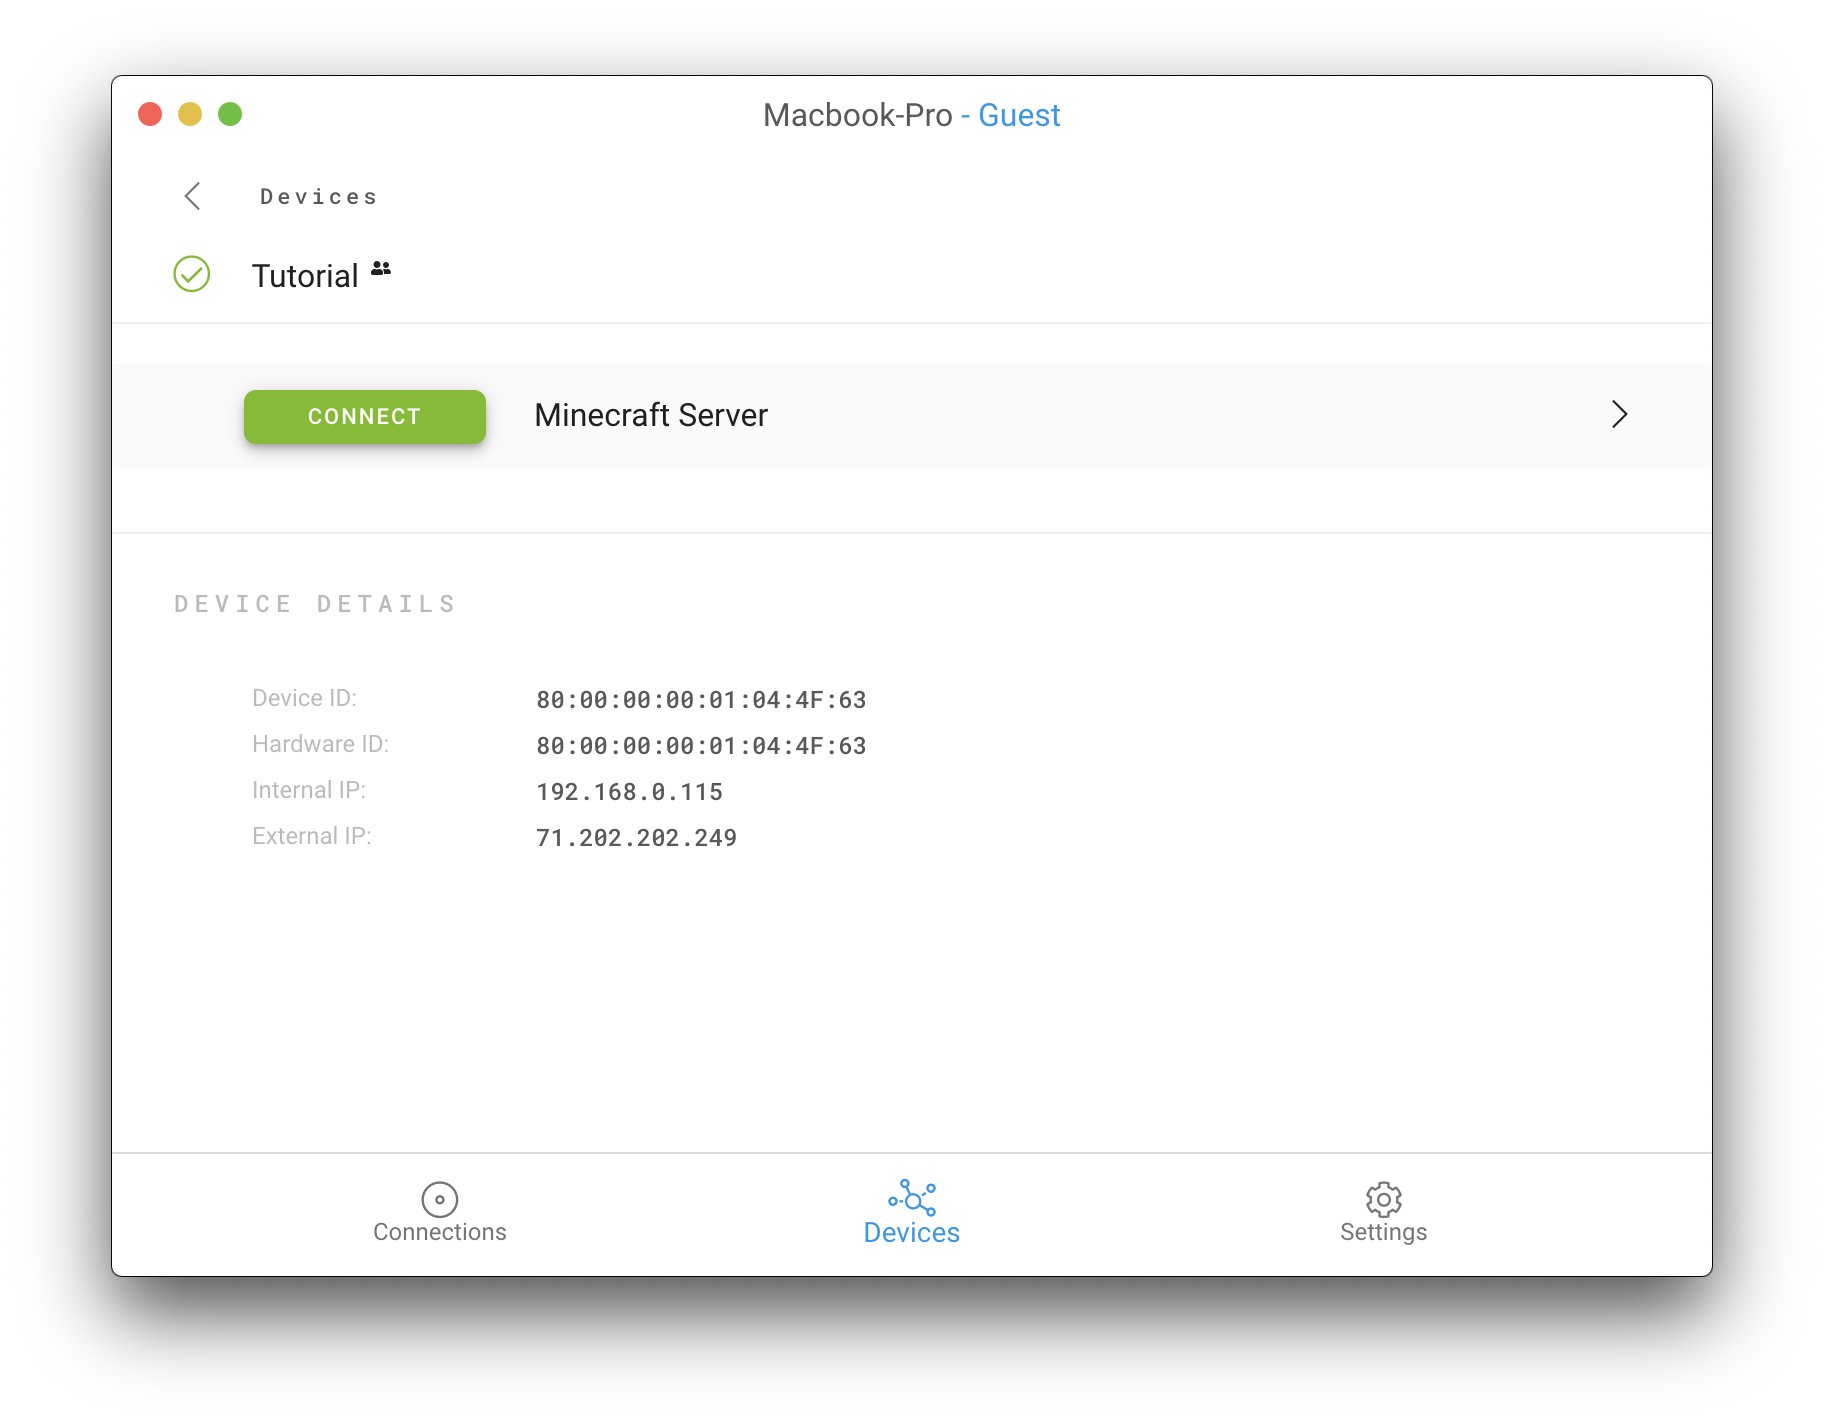 Macbook-Pro - Guest
Devices
Tutorial
CONNECT Minecraft Server
DEVICE DETAILS
Device ID: 80:00:00:00:01:04:4F:63
Hardware ID: 80:00:00:00:01:04:4F:63
Internal IP: 192.168.0.115
External IP: 71.202.202.249
Connections Devices Settings